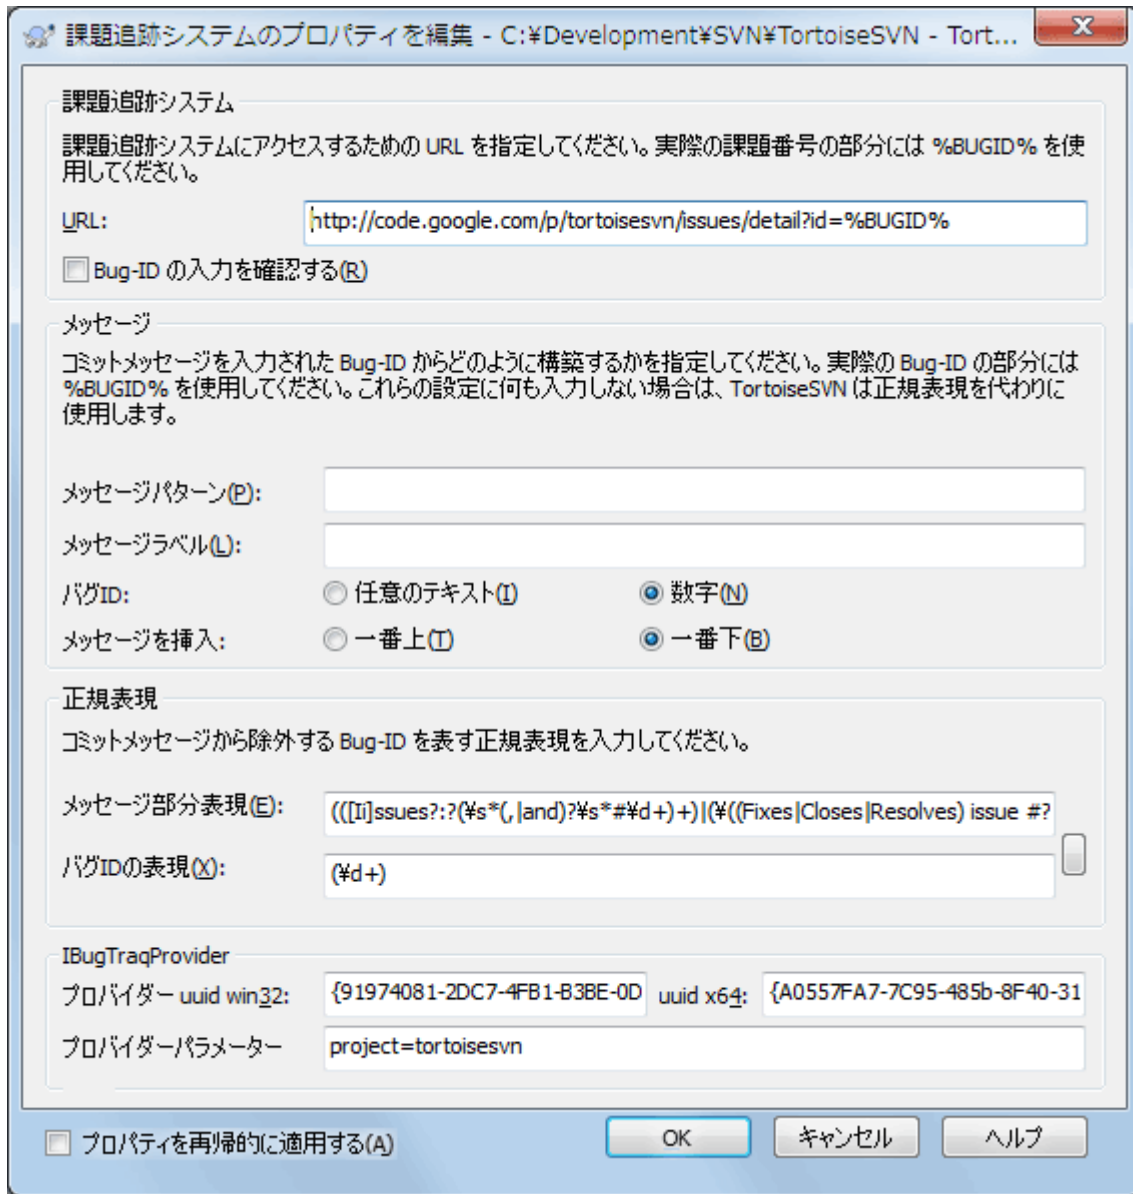 課題追跡システムのプロパティを編集 - C:¥Development¥SVN¥TortoiseSVN - Tort...
課題追跡システム
課題追跡システムにアクセスするための URL を指定してください。実際の課題番号の部分には %BUGID% を使
用してください。
URL: http://code.google.com/p/tortoisesvn/issues/detail?id=%BUGID%
Bug-ID の入力を確認する(R)
メッセージ
コミットメッセージを入力された Bug-ID からどのように構築するかを指定してください。実際の Bug-ID の部分には
%BUGID% を使用してください。これらの設定に何も入力しない場合は、TortoiseSVN は正規表現を代わりに
使用します。
メッセージパターン(P):
メッセージラベル(L):
バグID: 任意のテキスト(I) 数字(N)
メッセージを挿入: 一番上(T) 一番下(B)
正規表現
コミットメッセージから除外する Bug-ID を表す正規表現を入力してください。
メッセージ部分表現(E): (([Ii]ssues?:?(¥s*(,|and)?¥s*#¥d+)+)|(¥((Fixes|Closes|Resolves) issue #?
バグIDの表現(X): (¥d+)
IBugTraqProvider
プロバイダー uuid win32: {91974081-2DC7-4FB1-B3BE-0D uuid x64: {A0557FA7-7C95-485b-8F40-31
プロバイダーパラメーター project=tortoisesvn
プロパティを再帰的に適用する(A) OK キャンセル ヘルプ